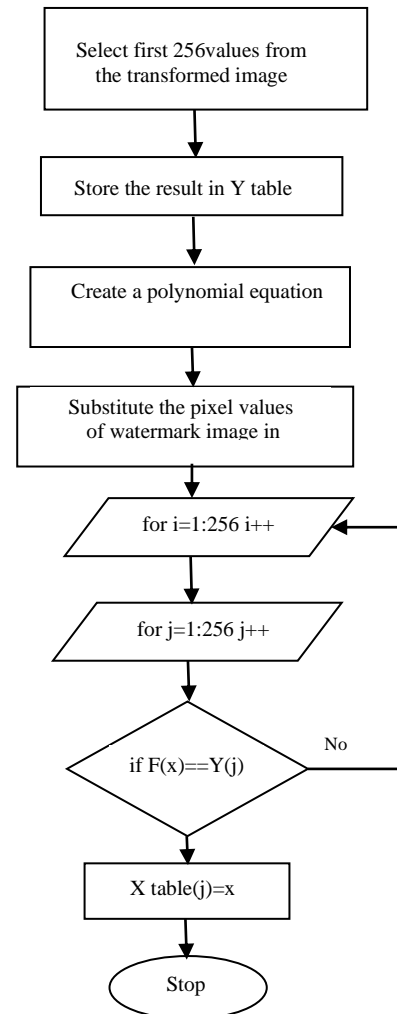 Select first 256values from
the transformed image
Store the result in Y table
Create a polynomial equation
Substitute the pixel values
of watermark image in
for i=1:256 i++
for j=1:256 j++
if F(x)==Y(j)
No
X table(j)=x
Stop